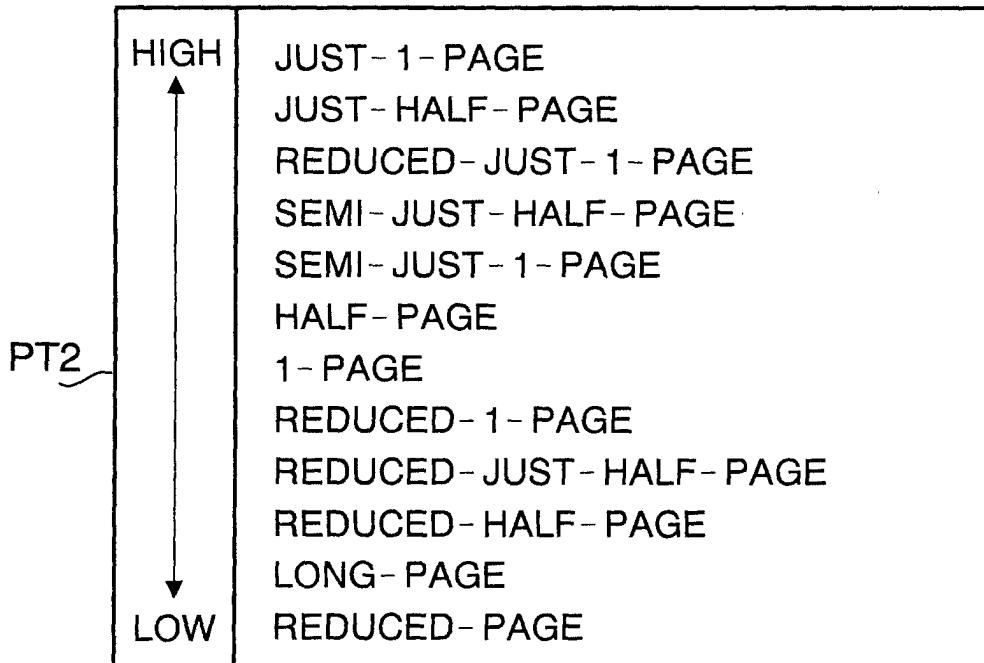 HIGH JUST-1-PAGE
JUST-HALF-PAGE
REDUCED-JUST-1-PAGE
SEMI-JUST-HALF-PAGE
SEMI-JUST-1-PAGE
HALF-PAGE
PT2 1-PAGE
REDUCED-1-PAGE
REDUCED-JUST-HALF-PAGE
REDUCED-HALF-PAGE
LONG-PAGE
LOW REDUCED-PAGE